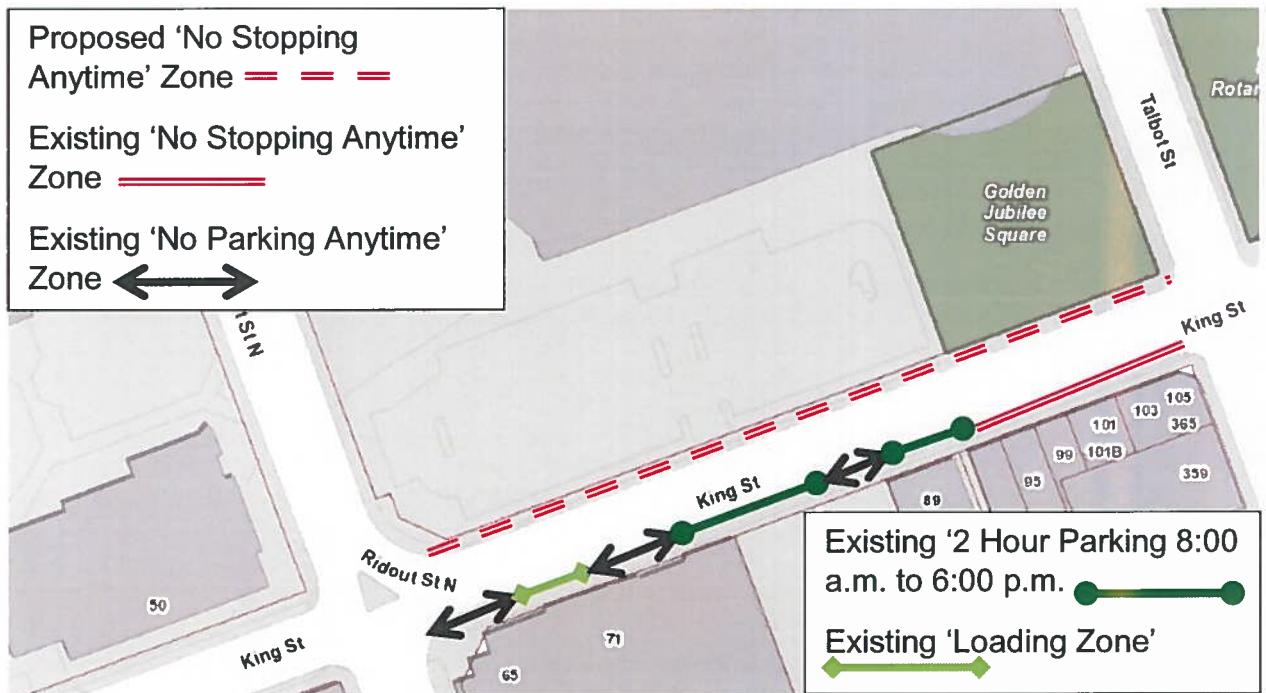 Proposed 'No Stopping
Anytime' Zone
Existing 'No Stopping Anytime'
Zone
Existing 'No Parking Anytime'
Zone
Talbot St
Golden
Jubilee
Square
King St
St N
105
103
365
101
101B
99
95
359
89
King St
Ridout St N
50
71
65
King St
Existing '2 Hour Parking 8:00
a.m. to 6:00 p.m.
Existing 'Loading Zone'